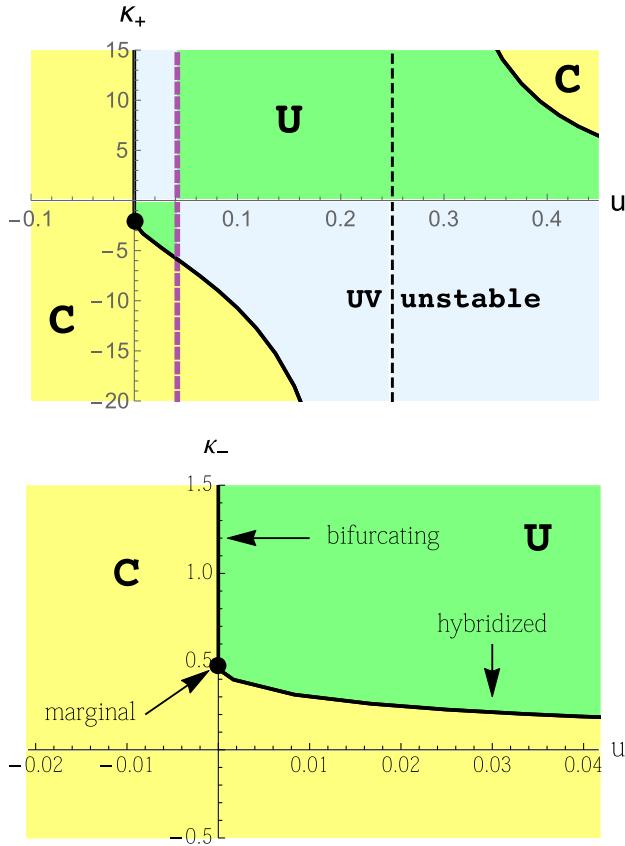 κ₊
15
10
5
-0.1 0.1 0.2 0.3 0.4 u
-5
-10
-15
-20
C
U
C
UV unstable
κ₋
1.5
1.0
0.5
-0.5
-0.02 -0.01 0.01 0.02 0.03 0.04 u
C
bifurcating
U
hybridized
marginal